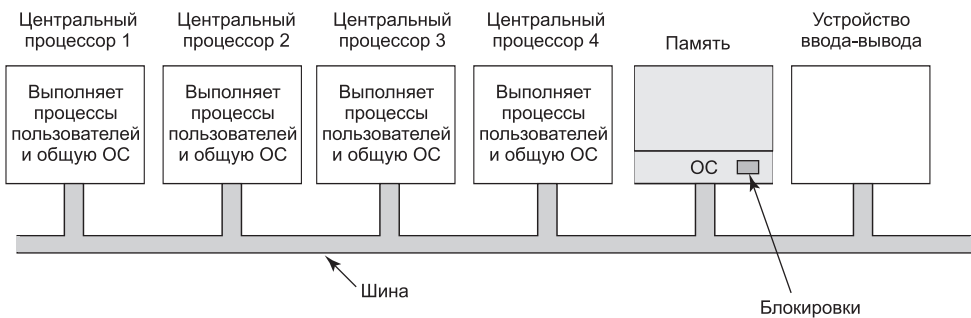 Центральный
процессор 1
Центральный
процессор 2
Центральный
процессор 3
Центральный
процессор 4
Память
Устройство
ввода-вывода
Выполняет
процессы
пользователей
и общую ОС
Выполняет
процессы
пользователей
и общую ОС
Выполняет
процессы
пользователей
и общую ОС
Выполняет
процессы
пользователей
и общую ОС
ОС
Шина
Блокировки